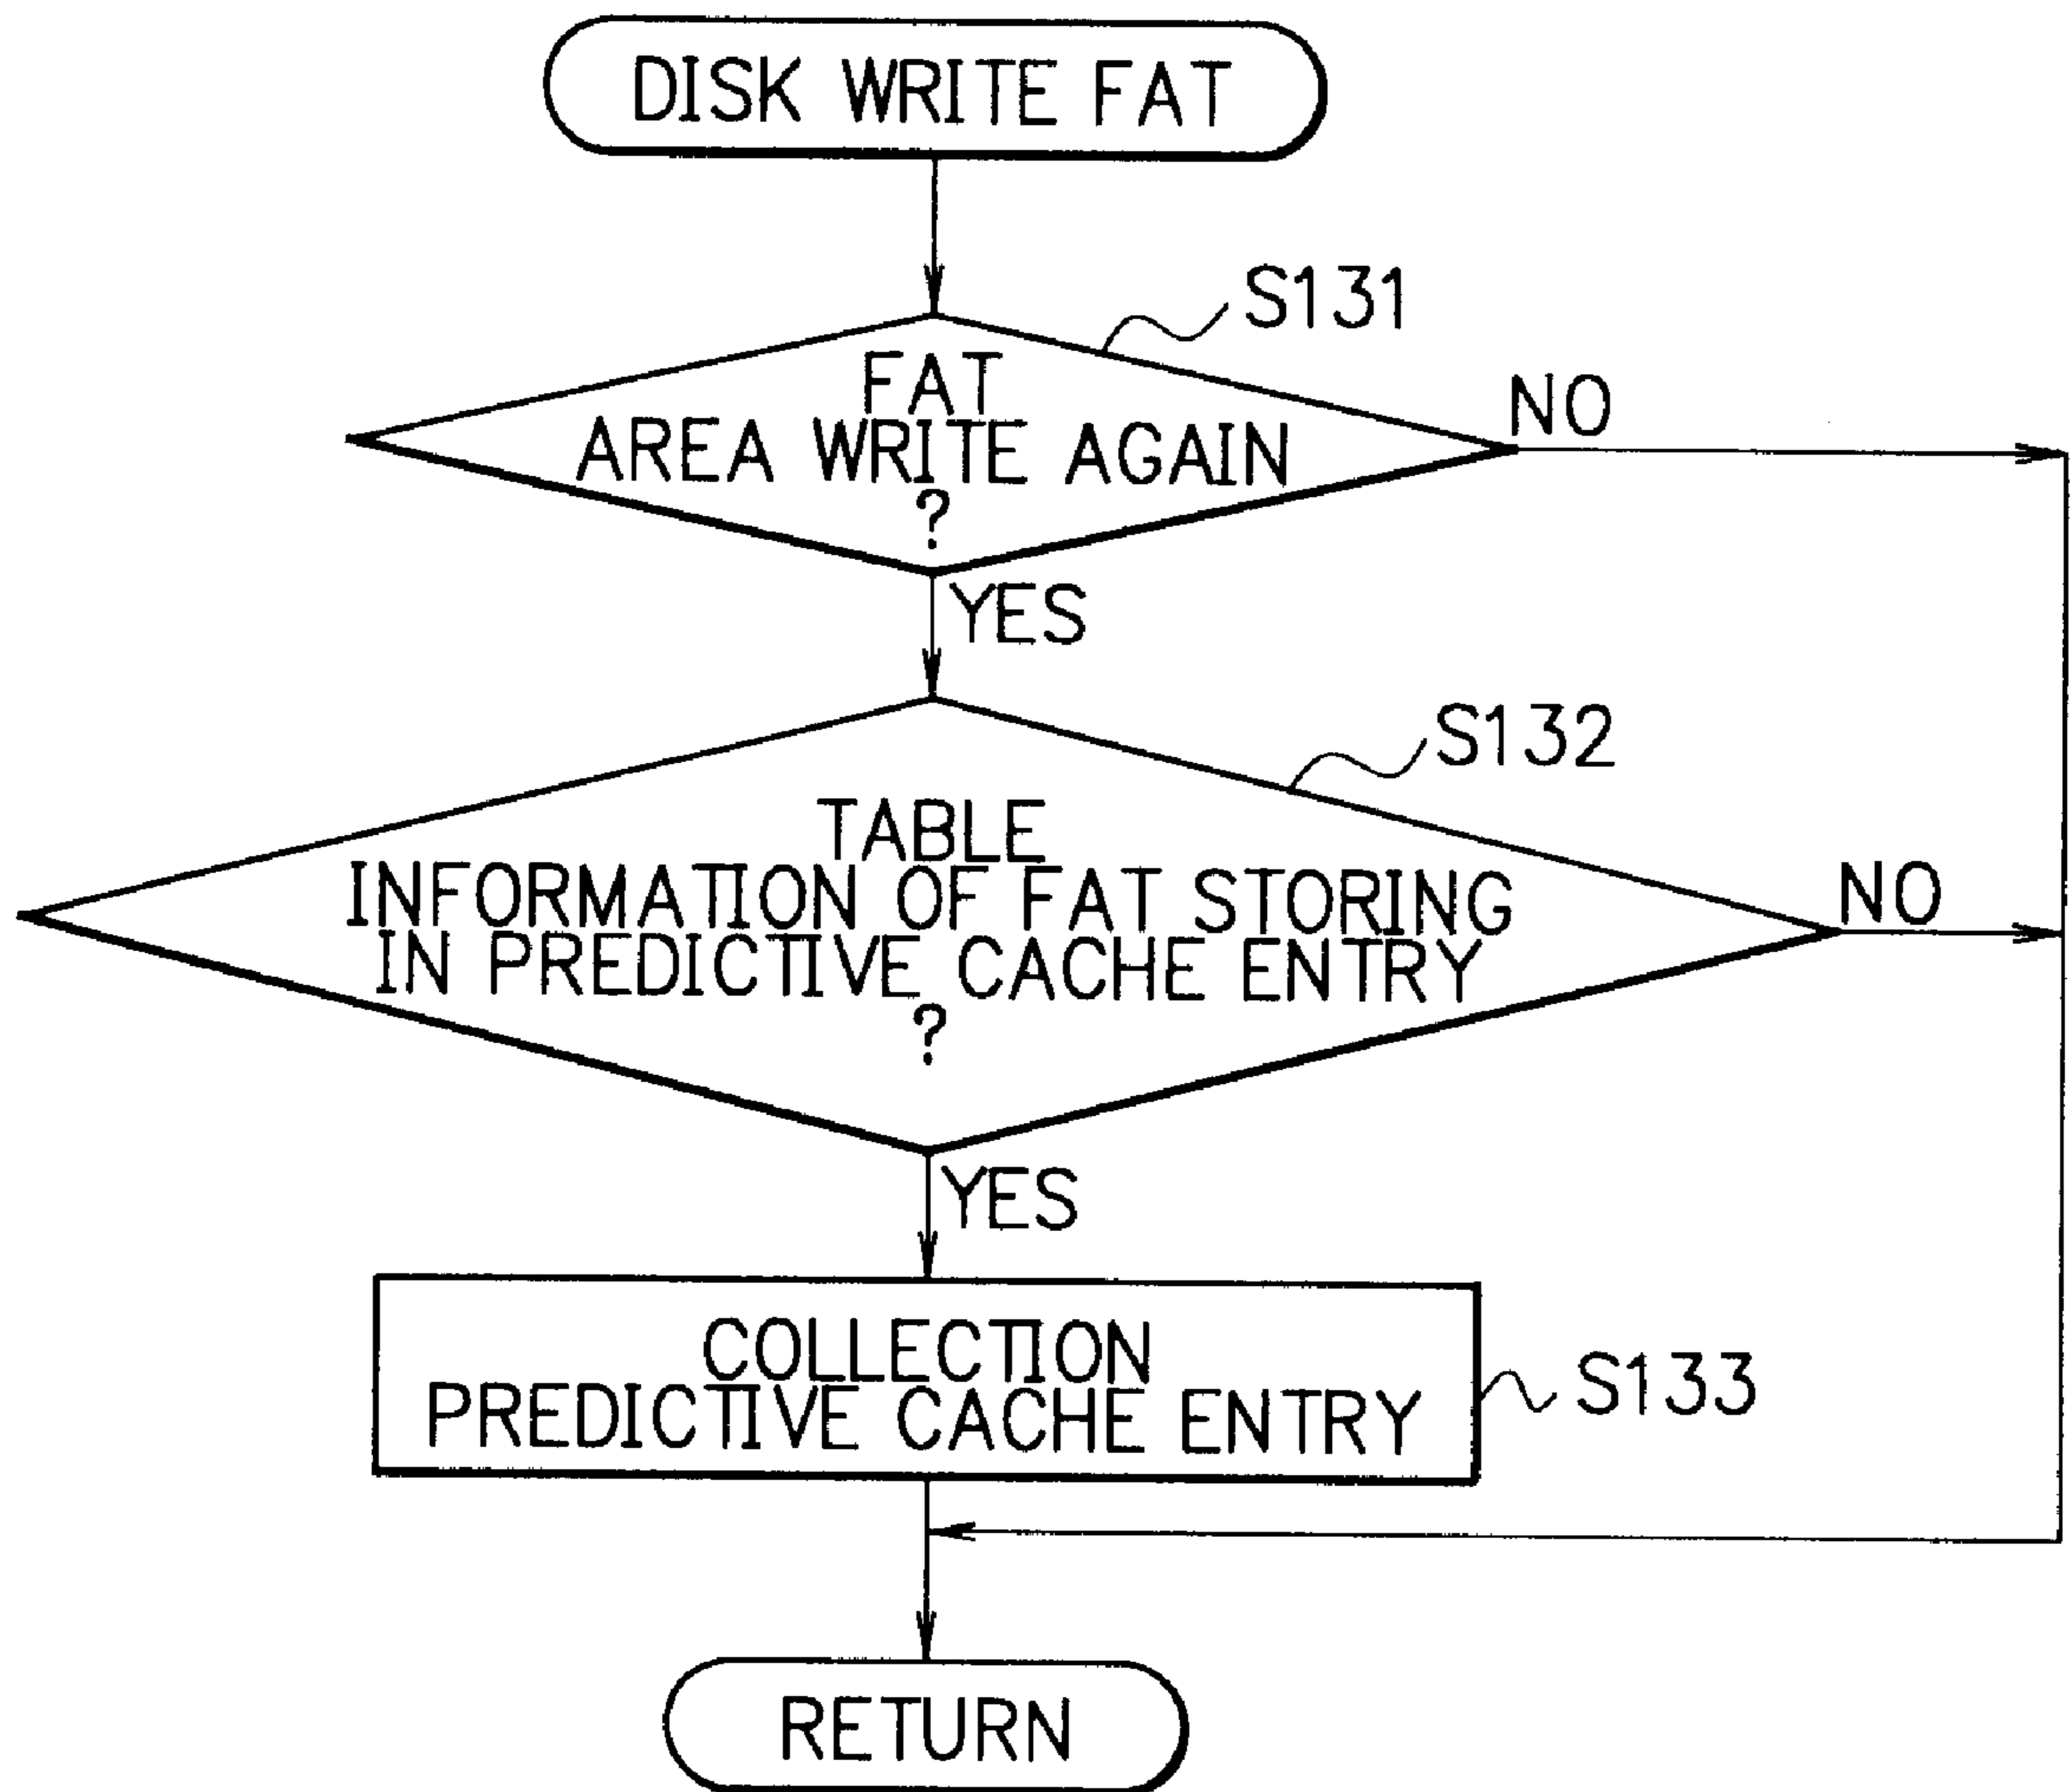 DISK WRITE FAT
S131
FAT
AREA WRITE AGAIN
?
NO
YES
S132
TABLE
INFORMATION OF FAT STORING
IN PREDICTIVE CACHE ENTRY
?
NO
YES
COLLECTION
PREDICTIVE CACHE ENTRY
S133
RETURN